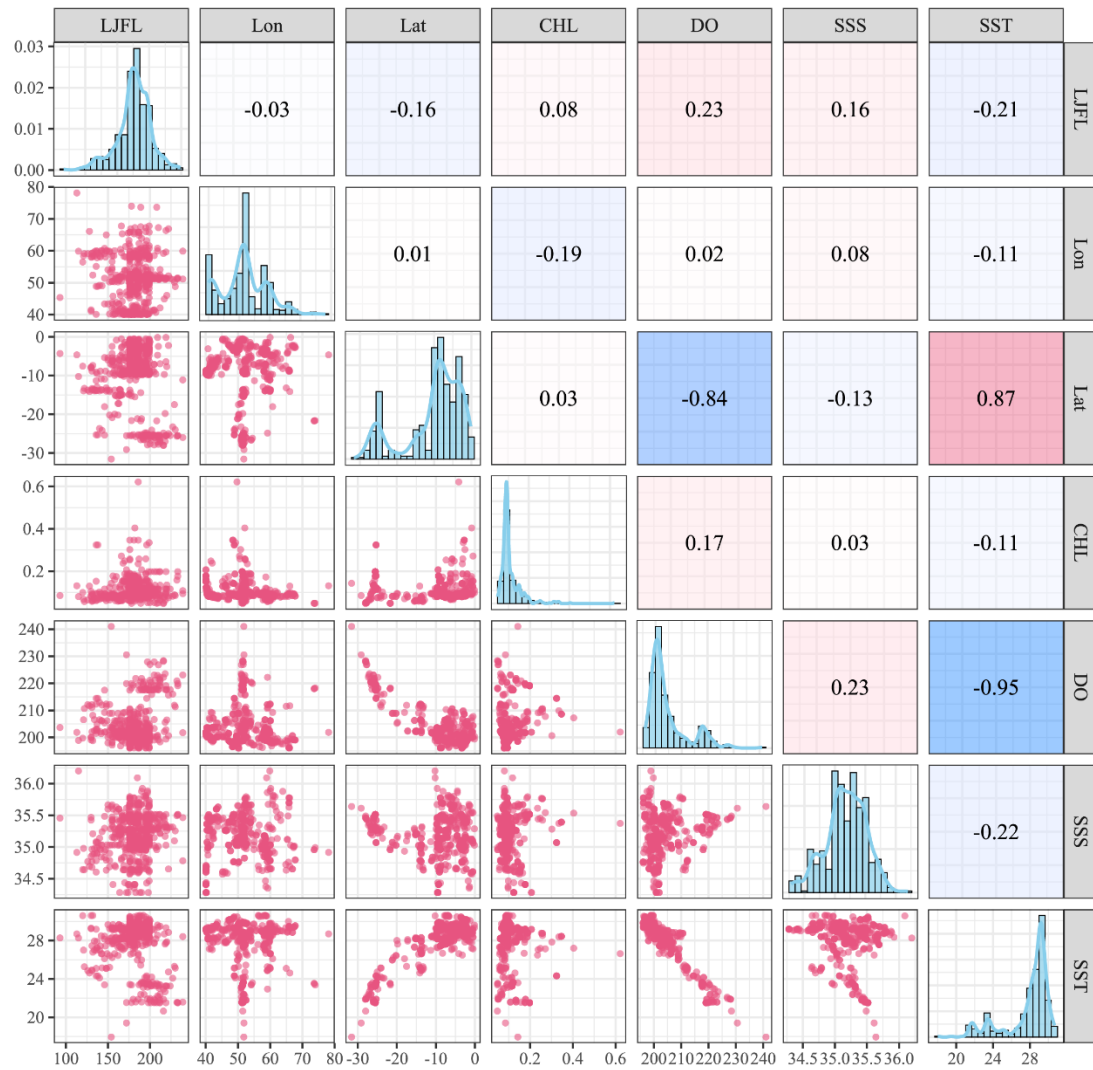 LJFL Lon Lat CHL DO SSS SST
0.03
0.02
0.01
0.00
-0.03 -0.16 0.08 0.23 0.16 -0.21
LJFL
80
70
60
50
40
0.01 -0.19 0.02 0.08 -0.11
Lon
0
-10
-20
-30
0.03 -0.84 -0.13 0.87
Lat
0.6
0.4
0.2
0.17 0.03 -0.11
CHL
240
230
220
210
200
0.23 -0.95
DO
36.0
35.5
35.0
34.5
-0.22
SSS
28
24
20
SST
100 150 200 40 50 60 70 80 -30 -20 -10 0 0.2 0.4 0.6 200 210 220 230 240 34.5 35.0 35.5 36.0 20 24 28